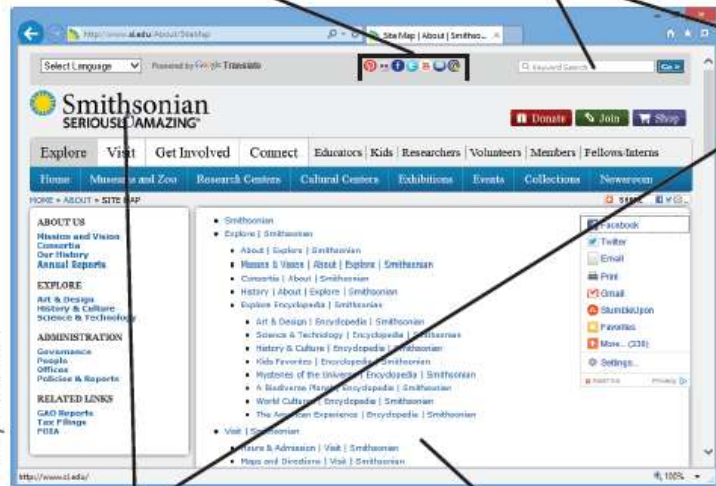 http://www.si.edu/About/SiteMap
Site Map | About | Smithso...
Select Language
Powered by Google Translate
Keyword Search
Go »
Smithsonian
SERIOUSLY AMAZING
Donate
Join
Shop
Explore Visit Get Involved Connect Educators | Kids | Researchers | Volunteers | Members | Fellows-Interns
Home Museums and Zoo Research Centers Cultural Centers Exhibitions Events Collections Newsroom
HOME » ABOUT » SITE MAP
SHARE
ABOUT US
Mission and Vision
Consortia
Our History
Annual Reports
EXPLORE
Art & Design
History & Culture
Science & Technology
ADMINISTRATION
Governance
People
Offices
Policies & Reports
RELATED LINKS
GAO Reports
Tax Filings
FOIA
Smithsonian
Explore | Smithsonian
About | Explore | Smithsonian
Mission & Vision | About | Explore | Smithsonian
Consortia | About | Smithsonian
History | About | Explore | Smithsonian
Explore Encyclopedia | Smithsonian
Art & Design | Encyclopedia | Smithsonian
Science & Technology | Encyclopedia | Smithsonian
History & Culture | Encyclopedia | Smithsonian
Kids Favorites | Encyclopedia | Smithsonian
Mysteries of the Universe | Encyclopedia | Smithsonian
A Biodiverse Planet | Encyclopedia | Smithsonian
World Cultures | Encyclopedia | Smithsonian
The American Experience | Encyclopedia | Smithsonian
Visit | Smithsonian
Hours & Admission | Visit | Smithsonian
Maps and Directions | Visit | Smithsonian
Facebook
Twitter
Email
Print
Gmail
StumbleUpon
Favorites
More... (330)
Settings...
Privacy
http://www.si.edu/
100%